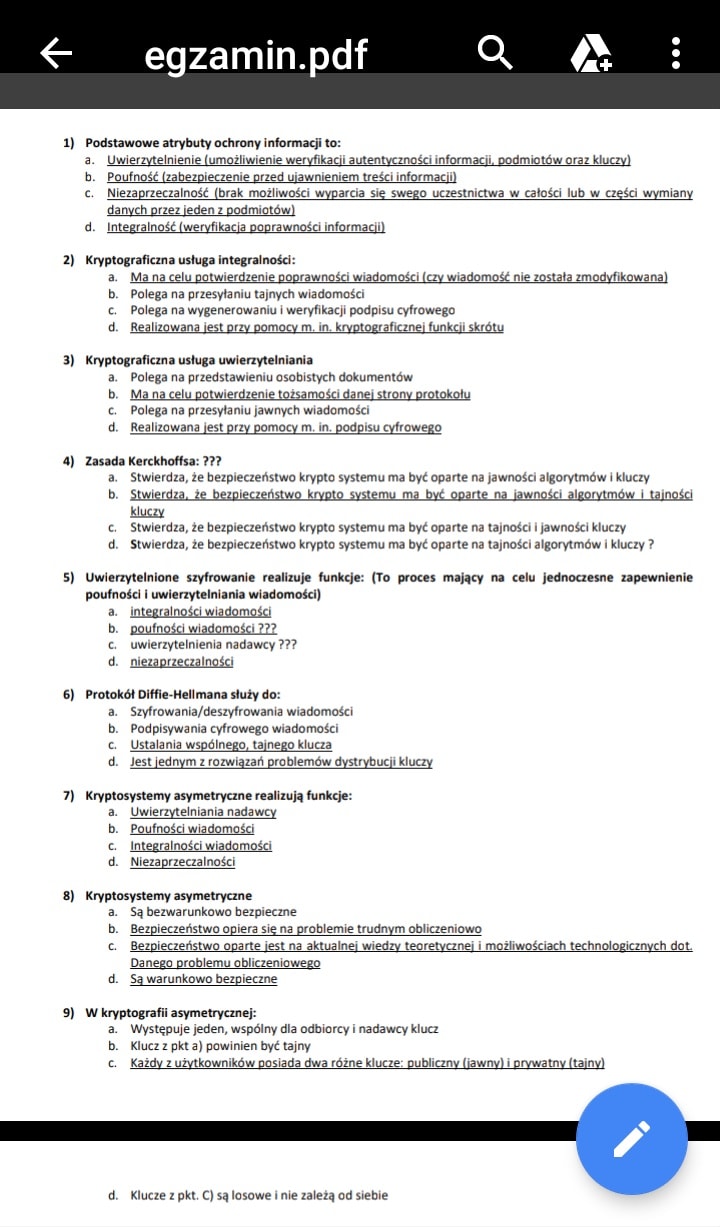 egzamin.pdf
1) Podstawowe atrybuty ochrony informacji to:
a. Uwierzytelnienie (umożliwienie weryfikacji autentyczności informacji, podmiotów oraz kluczy)
b. Poufność (zabezpieczenie przed ujawnieniem treści informacji)
c. Niezaprzeczalność (brak możliwości wyparcia się swego uczestnictwa w całości lub w części wymiany
danych przez jeden z podmiotów)
d. Integralność (weryfikacja poprawności informacji)
2) Kryptograficzna usługa integralności:
a. Ma na celu potwierdzenie poprawności wiadomości (czy wiadomość nie została zmodyfikowana)
b. Polega na przesyłaniu tajnych wiadomości
c. Polega na wygenerowaniu i weryfikacji podpisu cyfrowego
d. Realizowana jest przy pomocy m. in. kryptograficznej funkcji skrótu
3) Kryptograficzna usługa uwierzytelniania
a. Polega na przedstawieniu osobistych dokumentów
b. Ma na celu potwierdzenie tożsamości danej strony protokołu
c. Polega na przesyłaniu jawnych wiadomości
d. Realizowana jest przy pomocy m. in. podpisu cyfrowego
4) Zasada Kerckhoffsa: ???
a. Stwierdza, że bezpieczeństwo krypto systemu ma być oparte na jawności algorytmów i kluczy
b. Stwierdza, że bezpieczeństwo krypto systemu ma być oparte na jawności algorytmów i tajności
kluczy
c. Stwierdza, że bezpieczeństwo krypto systemu ma być oparte na tajności i jawności kluczy
d. Stwierdza, że bezpieczeństwo krypto systemu ma być oparte na tajności algorytmów i kluczy ?
5) Uwierzytelnione szyfrowanie realizuje funkcje: (To proces mający na celu jednoczesne zapewnienie
poufności i uwierzytelniania wiadomości)
a. integralności wiadomości
b. poufności wiadomości ???
c. uwierzytelnienia nadawcy ???
d. niezaprzeczalności
6) Protokół Diffie-Hellmana służy do:
a. Szyfrowania/deszyfrowania wiadomości
b. Podpisywania cyfrowego wiadomości
c. Ustalania wspólnego, tajnego klucza
d. Jest jednym z rozwiązań problemów dystrybucji kluczy
7) Kryptosystemy asymetryczne realizują funkcje:
a. Uwierzytelniania nadawcy
b. Poufności wiadomości
c. Integralności wiadomości
d. Niezaprzeczalności
8) Kryptosystemy asymetryczne
a. Są bezwarunkowo bezpieczne
b. Bezpieczeństwo opiera się na problemie trudnym obliczeniowo
c. Bezpieczeństwo oparte jest na aktualnej wiedzy teoretycznej i możliwościach technologicznych dot.
Danego problemu obliczeniowego
d. Są warunkowo bezpieczne
9) W kryptografii asymetrycznej:
a. Występuje jeden, wspólny dla odbiorcy i nadawcy klucz
b. Klucz z pkt a) powinien być tajny
c. Każdy z użytkowników posiada dwa różne klucze: publiczny (jawny) i prywatny (tajny)
d. Klucze z pkt. C) są losowe i nie zależą od siebie